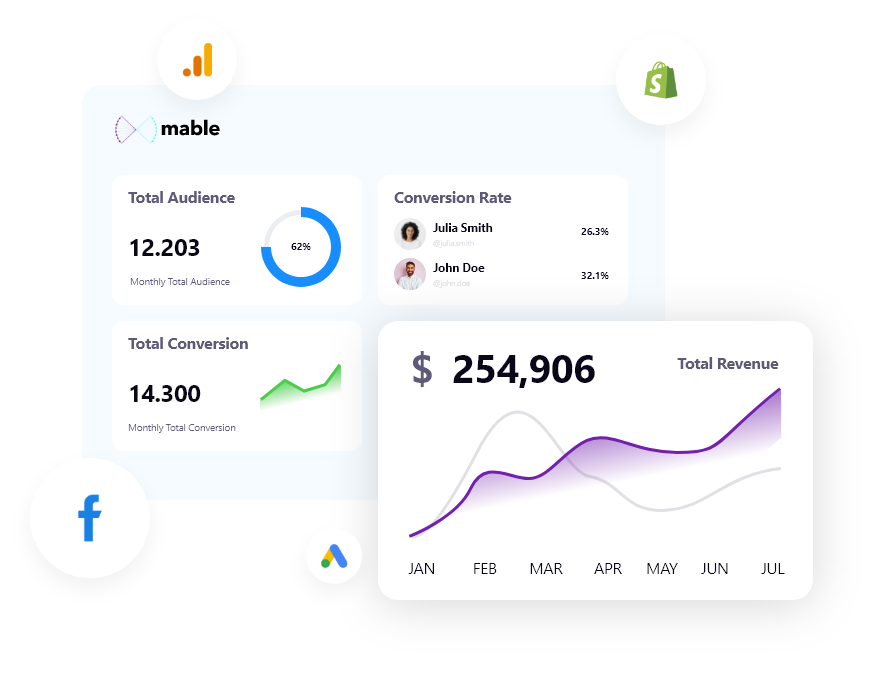 mable
Total Audience
12.203
62%
Monthly Total Audience
Conversion Rate
Julia Smith
@julia.smith
26.3%
John Doe
@john.doe
32.1%
Total Conversion
14.300
Monthly Total Conversion
$ 254,906
Total Revenue
JAN FEB MAR APR MAY JUN JUL